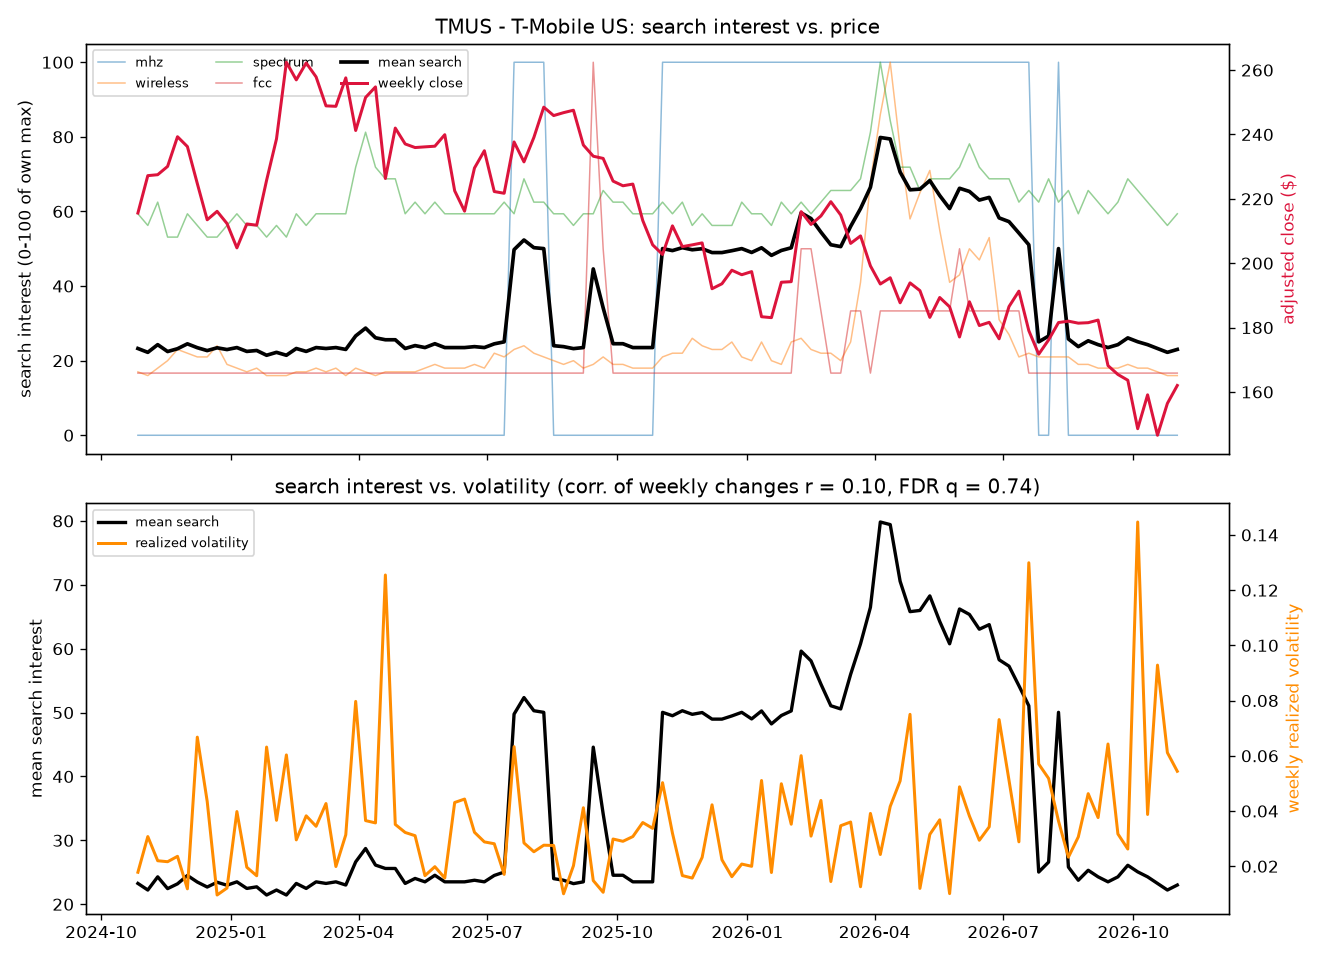 TMUS - T-Mobile US: search interest vs. price
mhz
wireless
spectrum
fcc
mean search
weekly close
100
80
60
40
20
0
search interest (0-100 of own max)
260
240
220
200
180
160
adjusted close ($)
search interest vs. volatility (corr. of weekly changes r = 0.10, FDR q = 0.74)
mean search
realized volatility
80
70
60
50
40
30
20
mean search interest
0.14
0.12
0.10
0.08
0.06
0.04
0.02
weekly realized volatility
2024-10 2025-01 2025-04 2025-07 2025-10 2026-01 2026-04 2026-07 2026-10